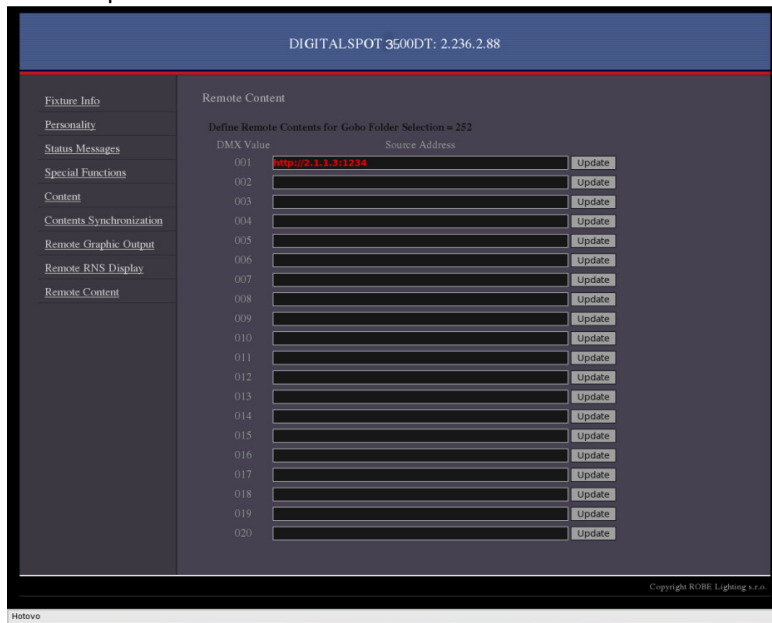 DIGITALSPOT 3500DT: 2.236.2.88
Fixture Info
Personality
Status Messages
Special Functions
Content
Contents Synchronization
Remote Graphic Output
Remote RNS Display
Remote Content
Remote Content
Define Remote Contents for Gobo Folder Selection = 252
DMX Value Source Address
001 http://2.1.1.3:1234 Update
002 Update
003 Update
004 Update
005 Update
006 Update
007 Update
008 Update
009 Update
010 Update
011 Update
012 Update
013 Update
014 Update
015 Update
016 Update
017 Update
018 Update
019 Update
020 Update
Copyright ROBE Lighting s.r.o.
Hotovo